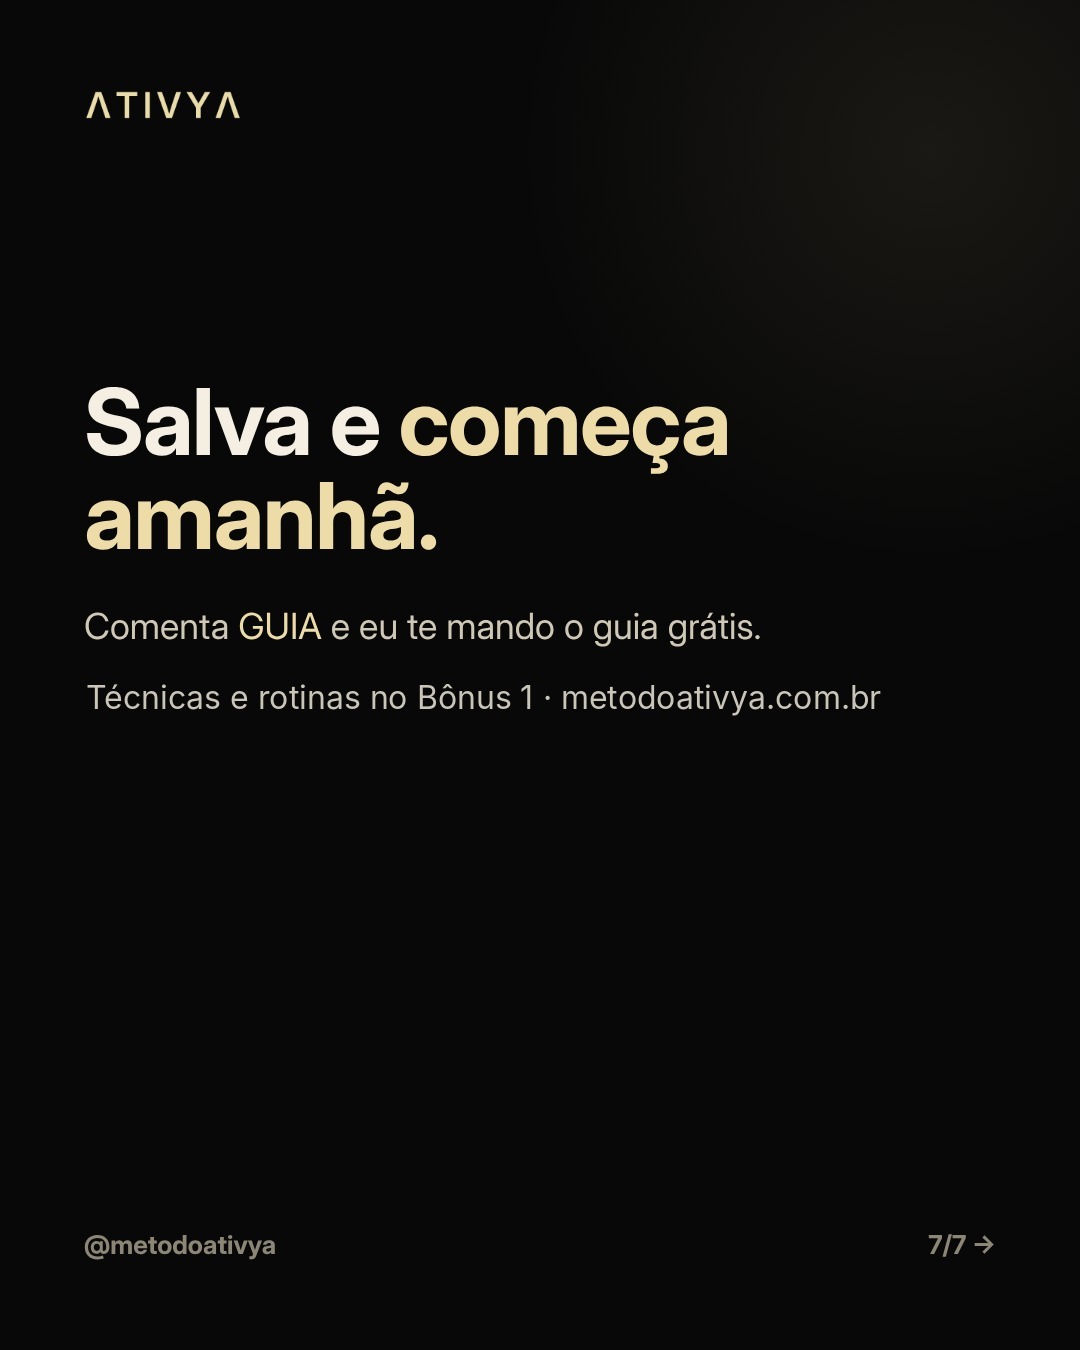 ATIVYA
Salva e começa
amanhã.
Comenta GUIA e eu te mando o guia grátis.
Técnicas e rotinas no Bônus 1 · metodoativya.com.br
@metodoativya
7/7 →